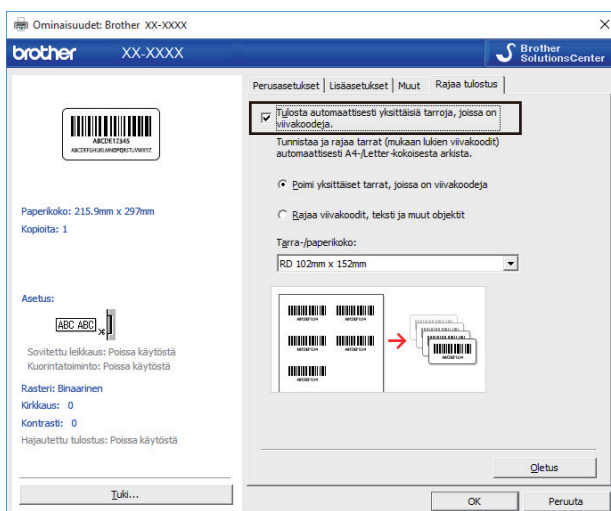 Ominaisuudet: Brother XX-XXXX
brother XX-XXXX
Brother
SolutionsCenter
Perusasetukset
Lisäasetukset
Muut
Rajaa tulostus
ABCDE12345
Tulosta automaattisesti yksittäisiä tarroja, joissa on
viivakoodeja.
Tunnistaa ja rajaa tarrat (mukaan lukien viivakoodit)
automaattisesti A4-/Letter-kokoisesta arkista.
Poimi yksittäiset tarrat, joissa on viivakoodeja
Rajaa viivakoodit, teksti ja muut objektit
Tarra-/paperikoko:
RD 102mm x 152mm
Paperikoko: 215.9mm x 297mm
Kopioita: 1
Asetus:
ABC ABC
Sovitettu leikkaus: Poissa käytöstä
Kuorintatoiminto: Poissa käytöstä
Rasteri: Binaarinen
Kirkkaus: 0
Kontrasti: 0
Hajautettu tulostus: Poissa käytöstä
Oletus
Tuki...
OK
Peruuta